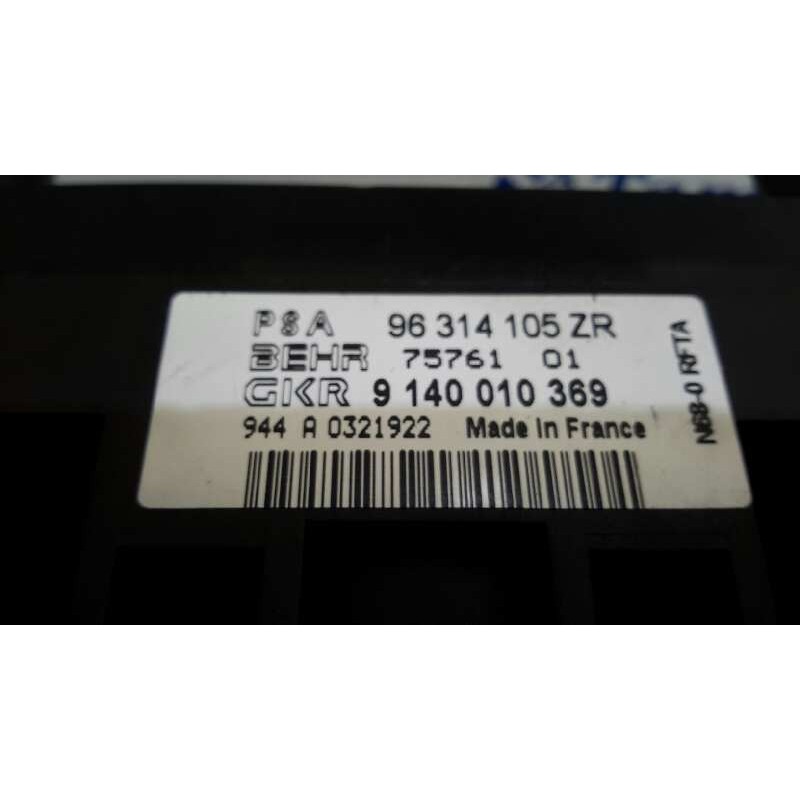 PSA 96 314 105 ZR
BEHR 75761 01
GKR 9 140 010 369
944 A 0321922 Made in France
N68-0 RFTA